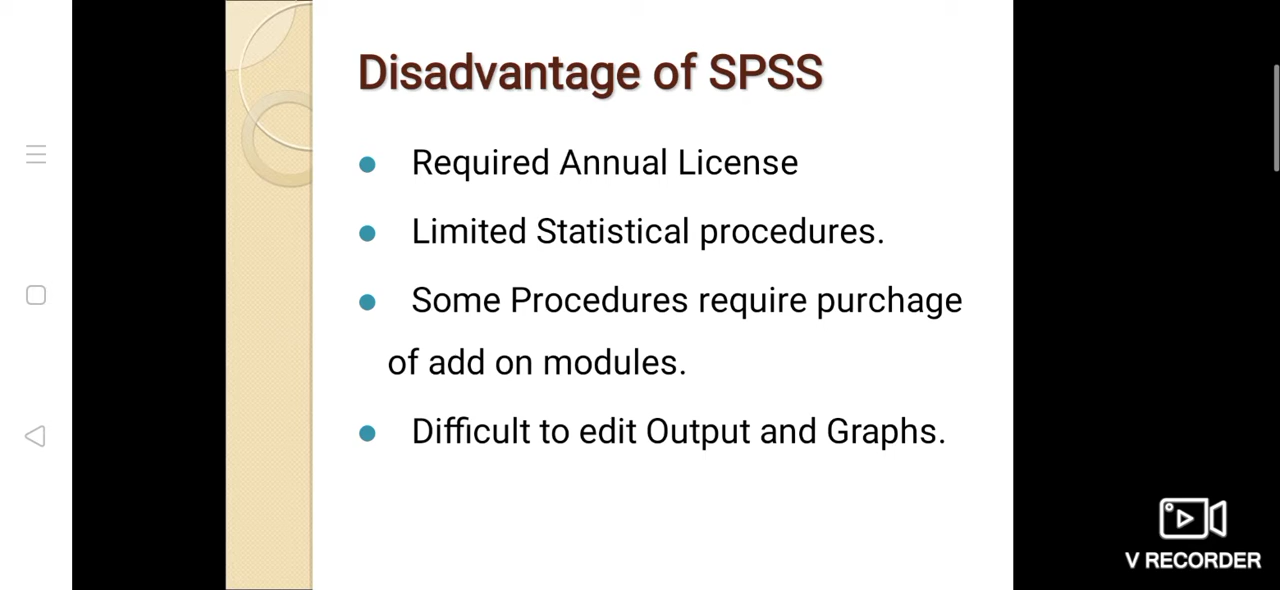 Disadvantage of SPSS
Required Annual License
Limited Statistical procedures.
Some Procedures require purchage
of add on modules.
Difficult to edit Output and Graphs.
V RECORDER